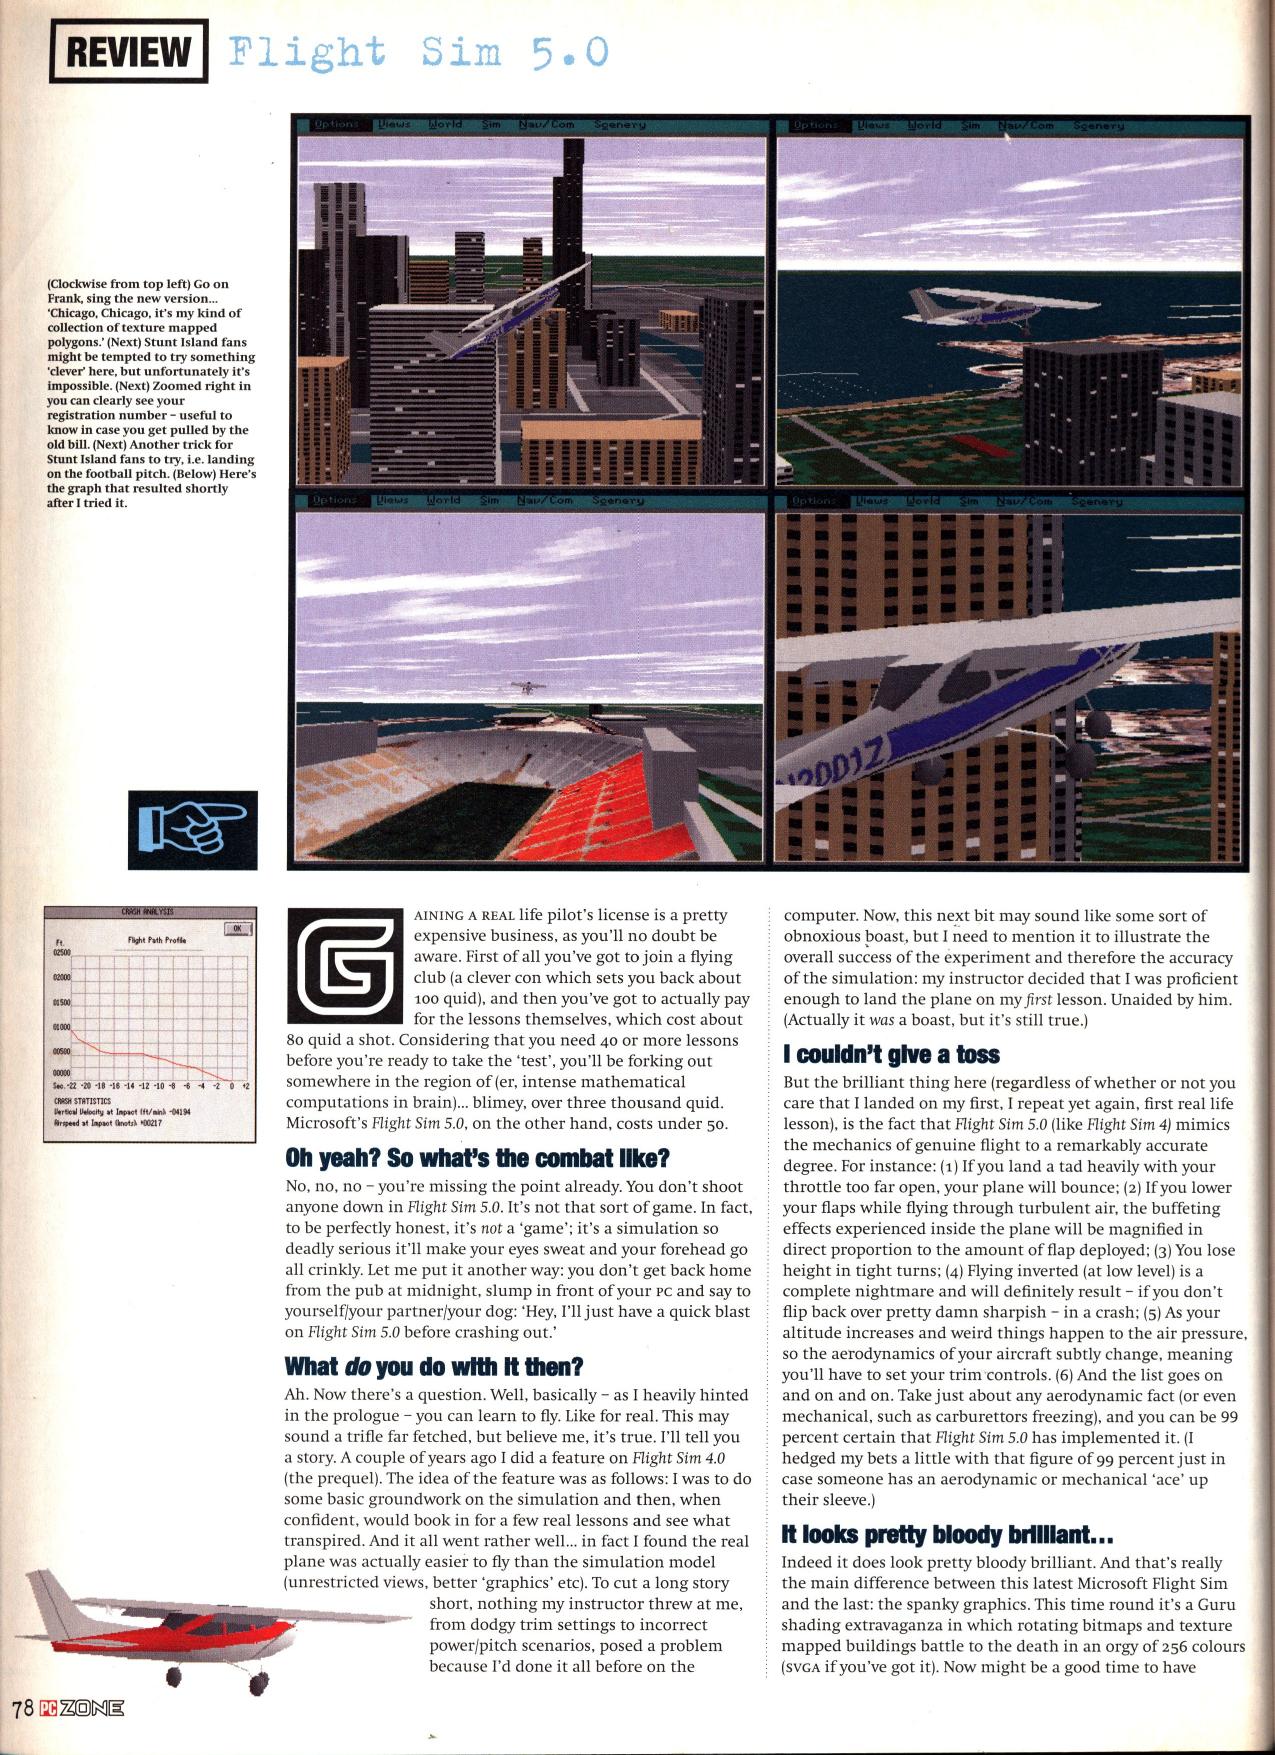 REVIEW Flight Sim 5.0
Options Views World Sim Nav/Com Scenery
Options Views World Sim Nav/Com Scenery
(Clockwise from top left) Go on
Frank, sing the new version...
‘Chicago, Chicago, it's my kind of
collection of texture mapped
polygons.’ (Next) Stunt Island fans
might be tempted to try something
‘clever’ here, but unfortunately it's
impossible. (Next) Zoomed right in
you can clearly see your
registration number – useful to
know in case you get pulled by the
old bill. (Next) Another trick for
Stunt Island fans to try, i.e. landing
on the football pitch. (Below) Here's
the graph that resulted shortly
after I tried it.
Options Views World Sim Nav/Com Scenery
Options Views World Sim Nav/Com Scenery
N2001Z
CRASH ANALYSIS
OK
Flight Path Profile
Ft.
02500
02000
01500
01000
00500
00000
Sec. -22 -20 -18 -16 -14 -12 -10 -8 -6 -4 -2 0 +2
CRASH STATISTICS
Vertical Velocity at Impact (ft/min): -04194
Airspeed at Impact (knots): +00217
GAINING A REAL life pilot's license is a pretty
expensive business, as you'll no doubt be
aware. First of all you've got to join a flying
club (a clever con which sets you back about
100 quid), and then you've got to actually pay
for the lessons themselves, which cost about
80 quid a shot. Considering that you need 40 or more lessons
before you're ready to take the ‘test’, you'll be forking out
somewhere in the region of (er, intense mathematical
computations in brain)... blimey, over three thousand quid.
Microsoft's Flight Sim 5.0, on the other hand, costs under 50.
Oh yeah? So what's the combat like?
No, no, no – you're missing the point already. You don't shoot
anyone down in Flight Sim 5.0. It's not that sort of game. In fact,
to be perfectly honest, it's not a ‘game’; it's a simulation so
deadly serious it'll make your eyes sweat and your forehead go
all crinkly. Let me put it another way: you don't get back home
from the pub at midnight, slump in front of your PC and say to
yourself/your partner/your dog: ‘Hey, I'll just have a quick blast
on Flight Sim 5.0 before crashing out.’
What do you do with it then?
Ah. Now there's a question. Well, basically – as I heavily hinted
in the prologue – you can learn to fly. Like for real. This may
sound a trifle far fetched, but believe me, it's true. I'll tell you
a story. A couple of years ago I did a feature on Flight Sim 4.0
(the prequel). The idea of the feature was as follows: I was to do
some basic groundwork on the simulation and then, when
confident, would book in for a few real lessons and see what
transpired. And it all went rather well... in fact I found the real
plane was actually easier to fly than the simulation model
(unrestricted views, better ‘graphics’ etc). To cut a long story
short, nothing my instructor threw at me,
from dodgy trim settings to incorrect
power/pitch scenarios, posed a problem
because I'd done it all before on the
computer. Now, this next bit may sound like some sort of
obnoxious boast, but I need to mention it to illustrate the
overall success of the experiment and therefore the accuracy
of the simulation: my instructor decided that I was proficient
enough to land the plane on my first lesson. Unaided by him.
(Actually it was a boast, but it's still true.)
I couldn't give a toss
But the brilliant thing here (regardless of whether or not you
care that I landed on my first, I repeat yet again, first real life
lesson), is the fact that Flight Sim 5.0 (like Flight Sim 4) mimics
the mechanics of genuine flight to a remarkably accurate
degree. For instance: (1) If you land a tad heavily with your
throttle too far open, your plane will bounce; (2) If you lower
your flaps while flying through turbulent air, the buffeting
effects experienced inside the plane will be magnified in
direct proportion to the amount of flap deployed; (3) You lose
height in tight turns; (4) Flying inverted (at low level) is a
complete nightmare and will definitely result – if you don't
flip back over pretty damn sharpish – in a crash; (5) As your
altitude increases and weird things happen to the air pressure,
so the aerodynamics of your aircraft subtly change, meaning
you'll have to set your trim controls. (6) And the list goes on
and on and on. Take just about any aerodynamic fact (or even
mechanical, such as carburettors freezing), and you can be 99
percent certain that Flight Sim 5.0 has implemented it. (I
hedged my bets a little with that figure of 99 percent just in
case someone has an aerodynamic or mechanical ‘ace’ up
their sleeve.)
It looks pretty bloody brilliant...
Indeed it does look pretty bloody brilliant. And that's really
the main difference between this latest Microsoft Flight Sim
and the last: the spanky graphics. This time round it's a Guru
shading extravaganza in which rotating bitmaps and texture
mapped buildings battle to the death in an orgy of 256 colours
(SVGA if you've got it). Now might be a good time to have
78 PC ZONE